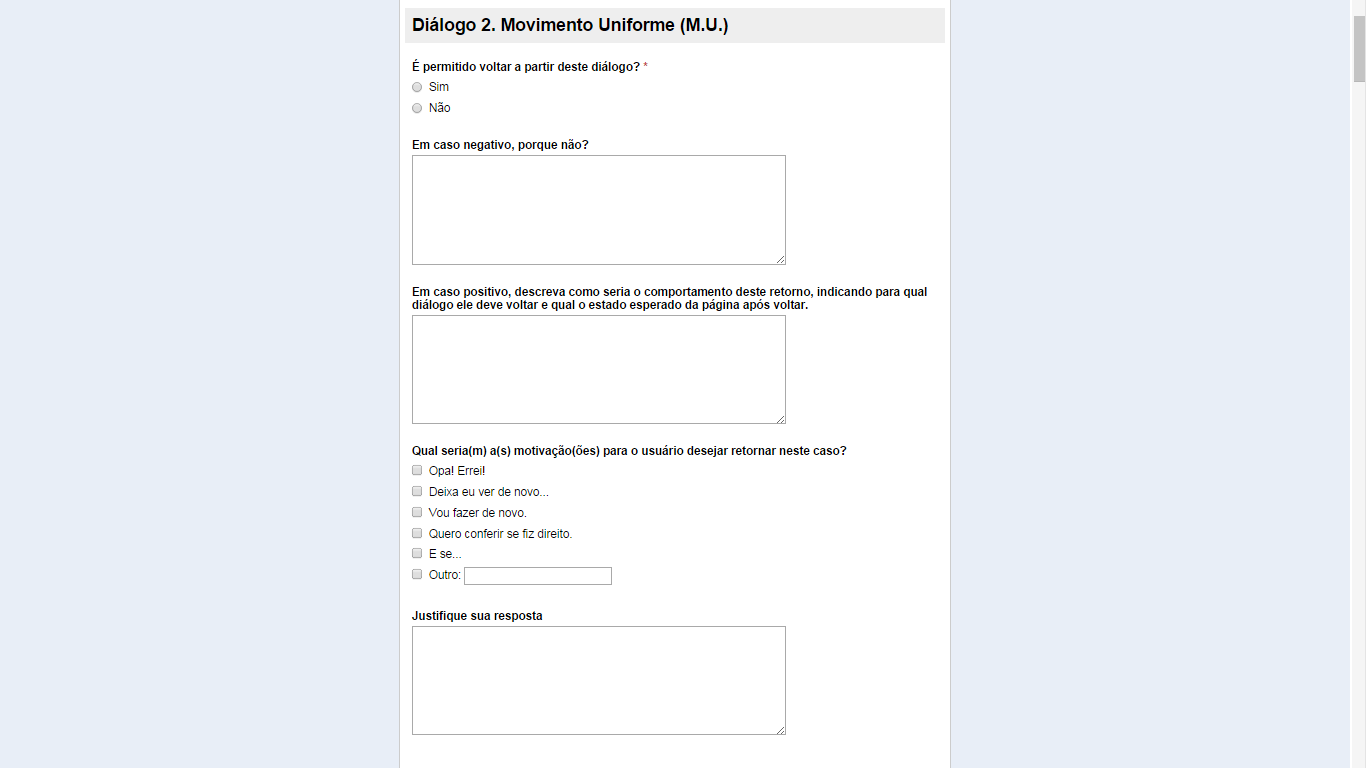 Diálogo 2. Movimento Uniforme (M.U.)
É permitido voltar a partir deste diálogo? *
Sim
Não
Em caso negativo, porque não?
Em caso positivo, descreva como seria o comportamento deste retorno, indicando para qual
diálogo ele deve voltar e qual o estado esperado da página após voltar.
Qual seria(m) a(s) motivação(ões) para o usuário desejar retornar neste caso?
Opa! Errei!
Deixa eu ver de novo...
Vou fazer de novo.
Quero conferir se fiz direito.
E se...
Outro:
Justifique sua resposta